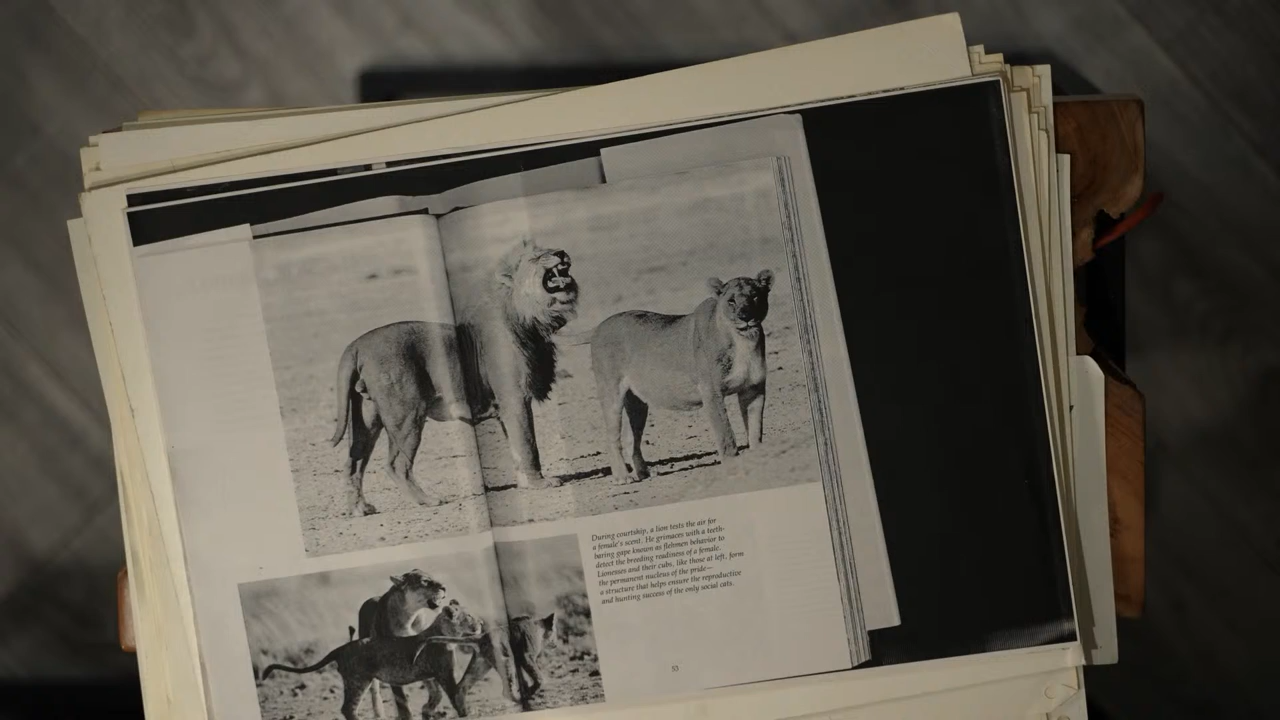 During courtship, a lion tests the air for
a female's scent. He grimaces with a teeth-
baring gape known as flehmen behavior to
detect the breeding readiness of a female.
Lionesses and their cubs, like those at left, form
the permanent nucleus of the pride—
a structure that helps ensure the reproductive
and hunting success of the only social cats.
53